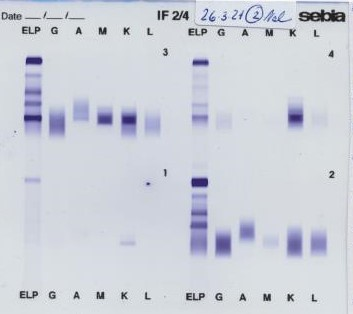 Date __/__/__ IF 2/4 26.3.21 2 sebia
ELP G A M K L ELP G A M K L
3 4
1 2
ELP G A M K L ELP G A M K L